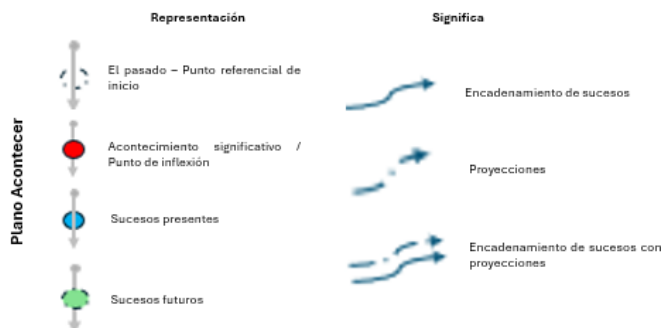 Representación
Significa
Plano Acontecer
El pasado – Punto referencial de
inicio
Acontecimiento significativo /
Punto de inflexión
Sucesos presentes
Sucesos futuros
Encadenamiento de sucesos
Proyecciones
Encadenamiento de sucesos con
proyecciones